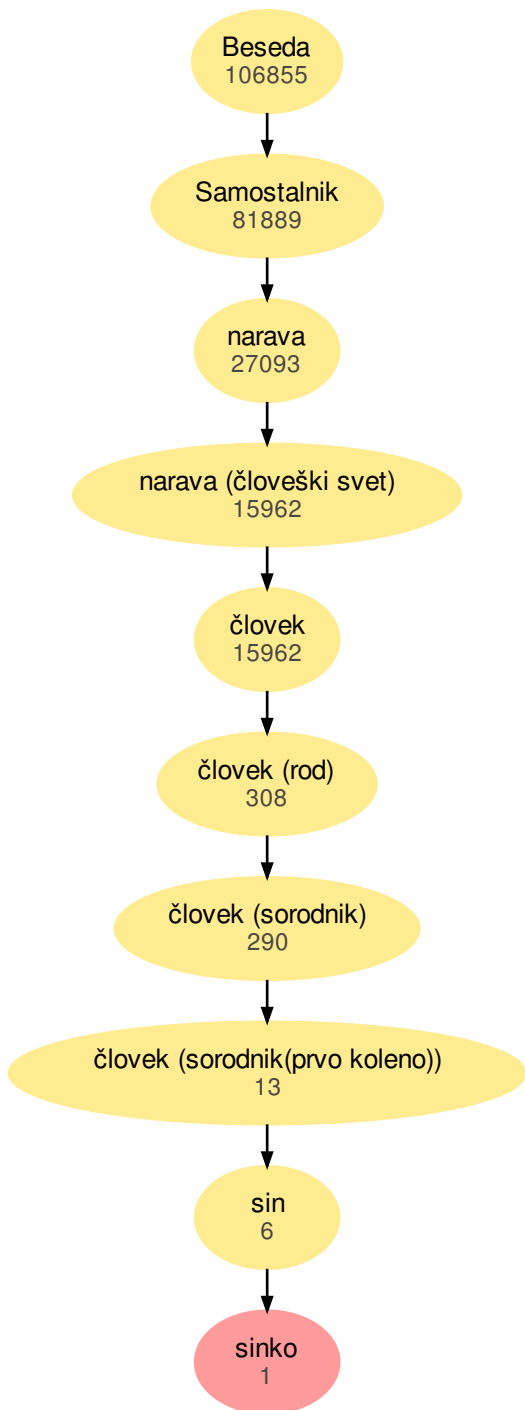 Beseda
106855
Samostalnik
81889
narava
27093
narava (človeški svet)
15962
človek
15962
človek (rod)
308
človek (sorodnik)
290
človek (sorodnik(prvo koleno))
13
sin
6
sinko
1